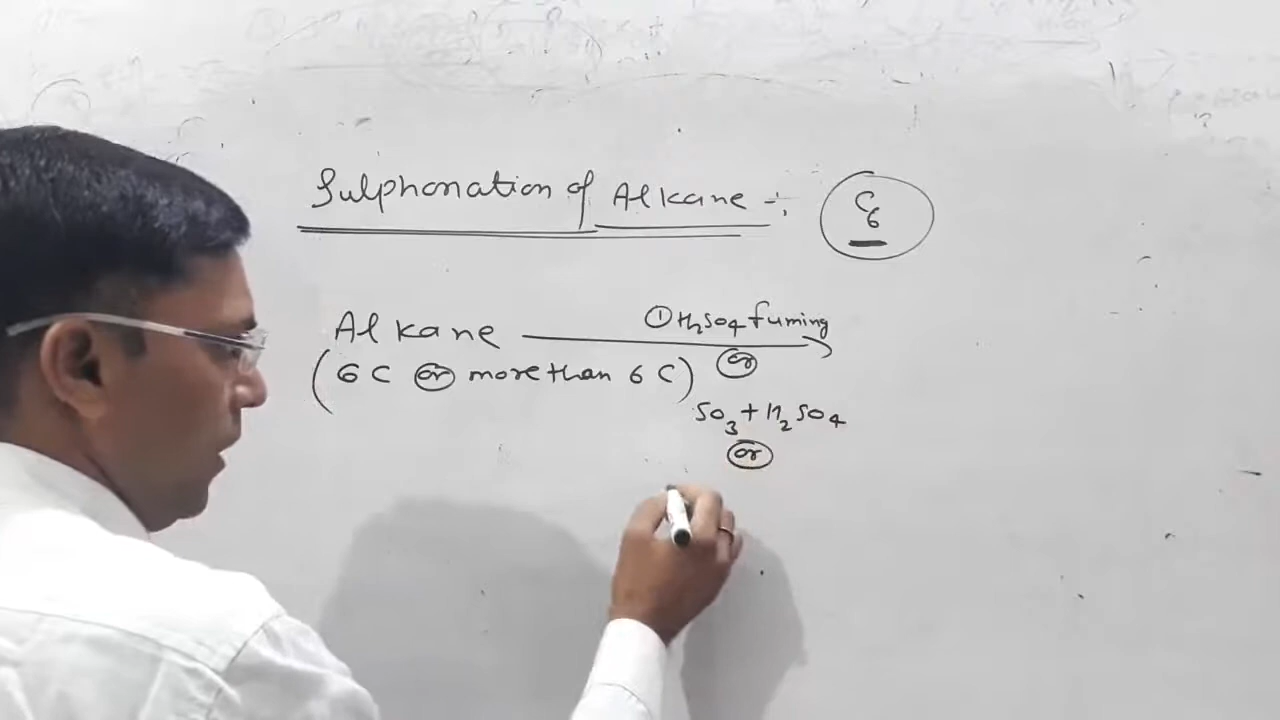 Sulphonation of Alkane :- C6
Alkane ① H2SO4 fuming
(6 C or more than 6 C) or
SO3 + H2SO4
or